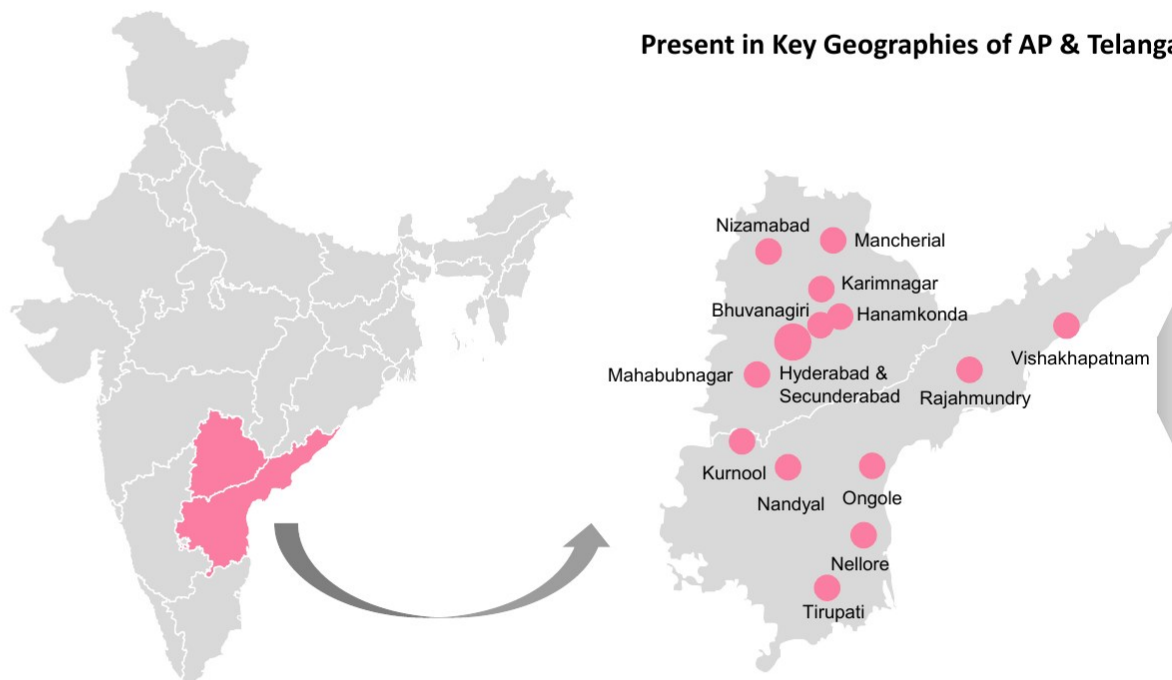 Present in Key Geographies of AP & Telanga
Nizamabad
Mancherial
Karimnagar
Bhuvanagiri
Hanamkonda
Vishakhapatnam
Mahabubnagar
Hyderabad &
Secunderabad
Rajahmundry
Kurnool
Nandyal
Ongole
Nellore
Tirupati